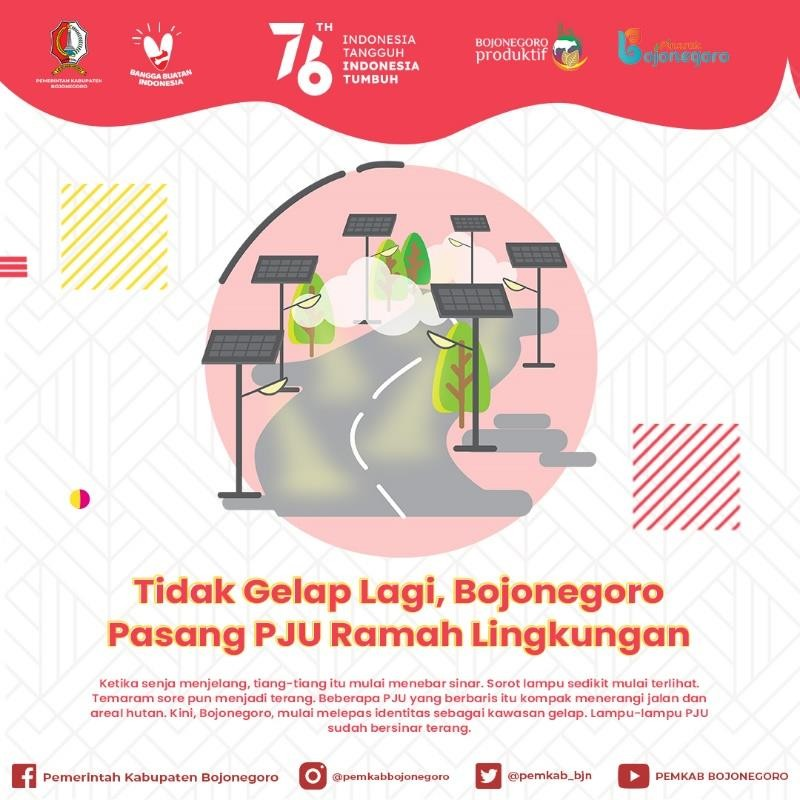 PEMERINTAH KABUPATEN
BOJONEGORO
BANGGA BUATAN
INDONESIA
76TH
INDONESIA
TANGGUH
INDONESIA
TUMBUH
BOJONEGORO
produktif
Pinarak
Bojonegoro
Tidak Gelap Lagi, Bojonegoro
Pasang PJU Ramah Lingkungan
Ketika senja menjelang, tiang-tiang itu mulai menebar sinar. Sorot lampu sedikit mulai terlihat.
Temaram sore pun menjadi terang. Beberapa PJU yang berbaris itu kompak menerangi jalan dan
areal hutan. Kini, Bojonegoro, mulai melepas identitas sebagai kawasan gelap. Lampu-lampu PJU
sudah bersinar terang.
Pemerintah Kabupaten Bojonegoro
@pemkabbojonegoro
@pemkab_bjn
PEMKAB BOJONEGORO